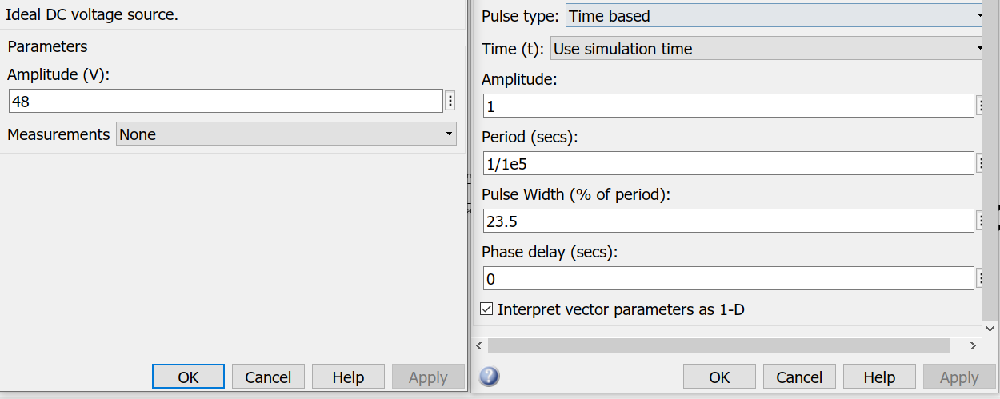 Ideal DC voltage source.
Parameters
Amplitude (V):
48
Measurements None
OK Cancel Help Apply
Pulse type: Time based
Time (t): Use simulation time
Amplitude:
1
Period (secs):
1/1e5
Pulse Width (% of period):
23.5
Phase delay (secs):
0
Interpret vector parameters as 1-D
OK Cancel Help Apply